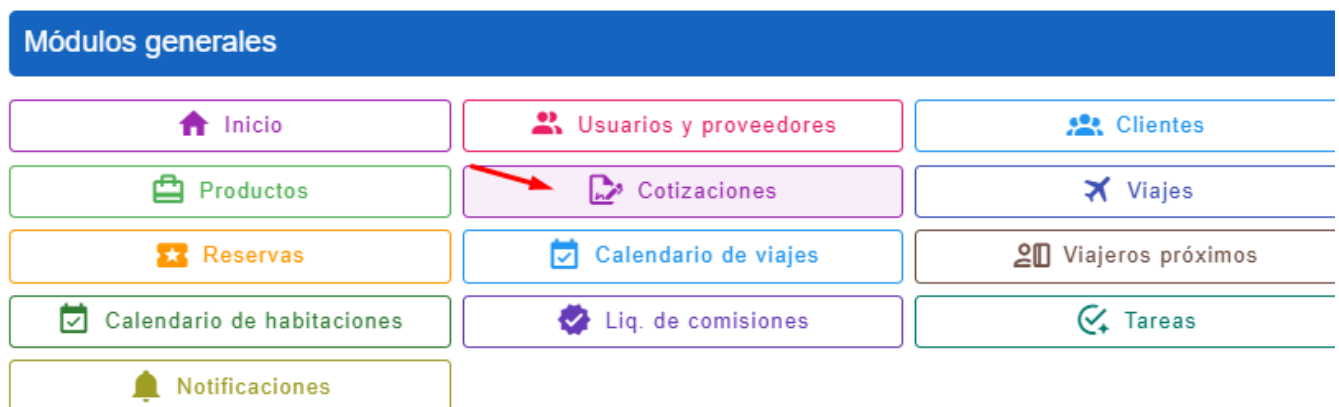 Módulos generales
Inicio
Usuarios y proveedores
Clientes
Productos
Cotizaciones
Viajes
Reservas
Calendario de viajes
Viajeros próximos
Calendario de habitaciones
Liq. de comisiones
Tareas
Notificaciones